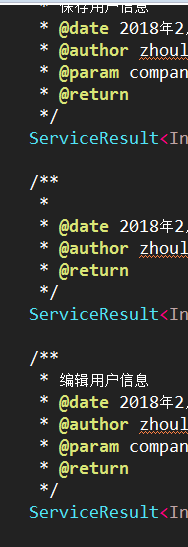 * 保存用户信息
* @date 2018年2
* @author zhoul
* @param compan
* @return
*/
ServiceResult<In
/**
*
* @date 2018年2
* @author zhoul
* @return
*/
ServiceResult<In
/**
* 编辑用户信息
* @date 2018年2
* @author zhoul
* @param compan
* @return
*/
ServiceResult<In